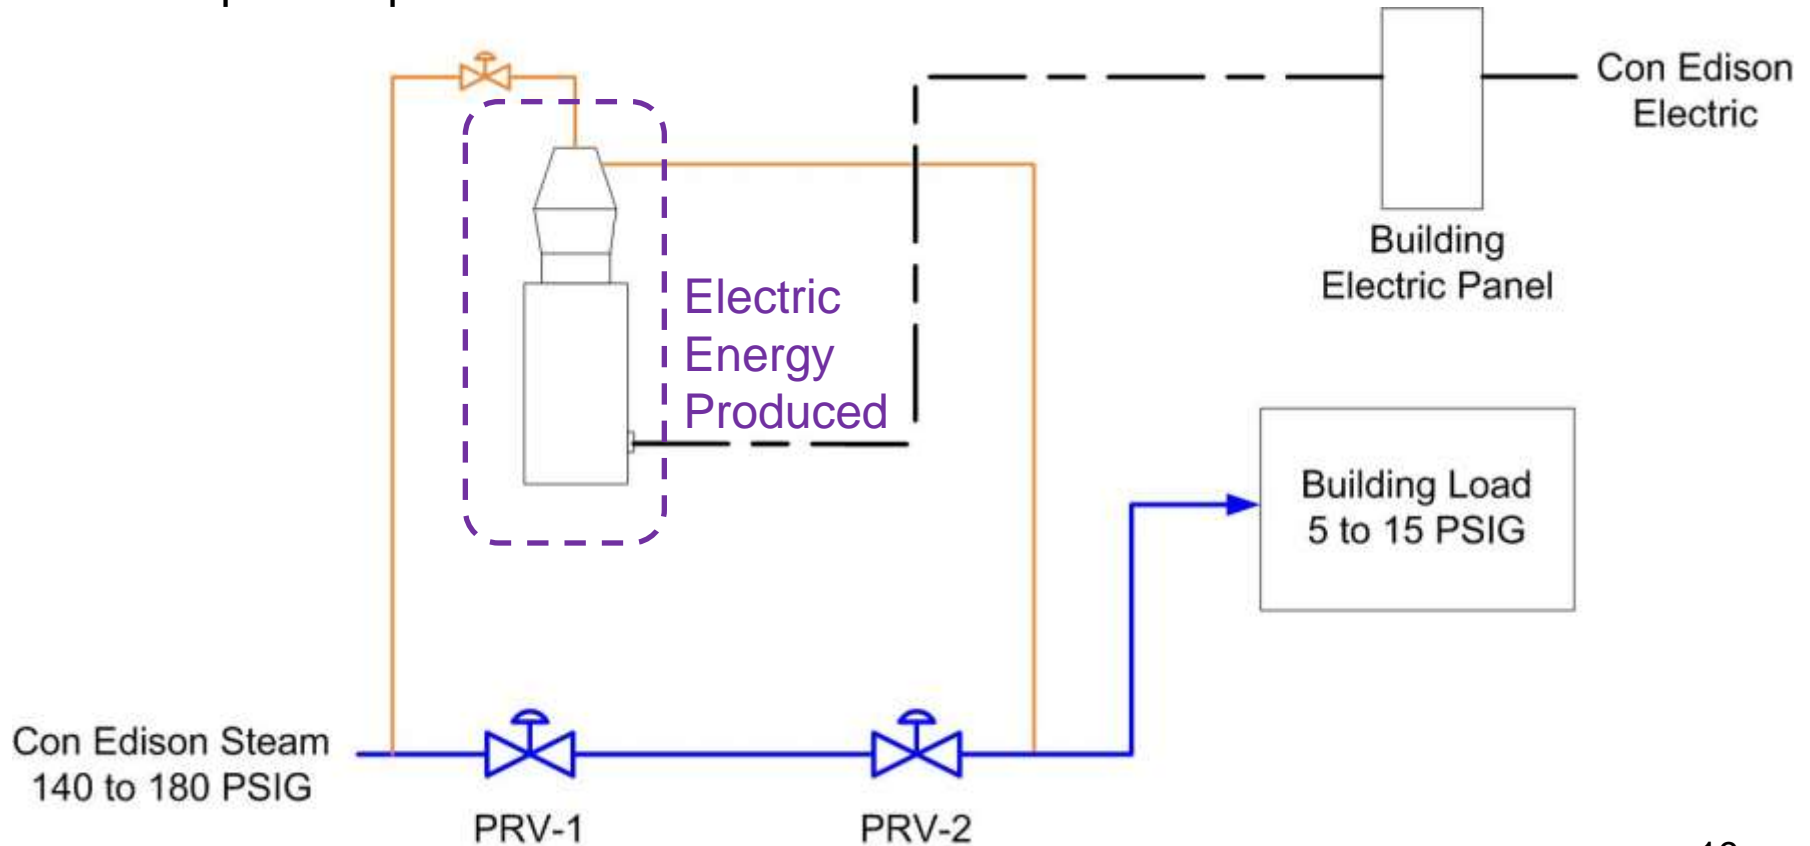 Con Edison
Electric
Building
Electric Panel
Electric
Energy
Produced
Building Load
5 to 15 PSIG
Con Edison Steam
140 to 180 PSIG
PRV-1
PRV-2